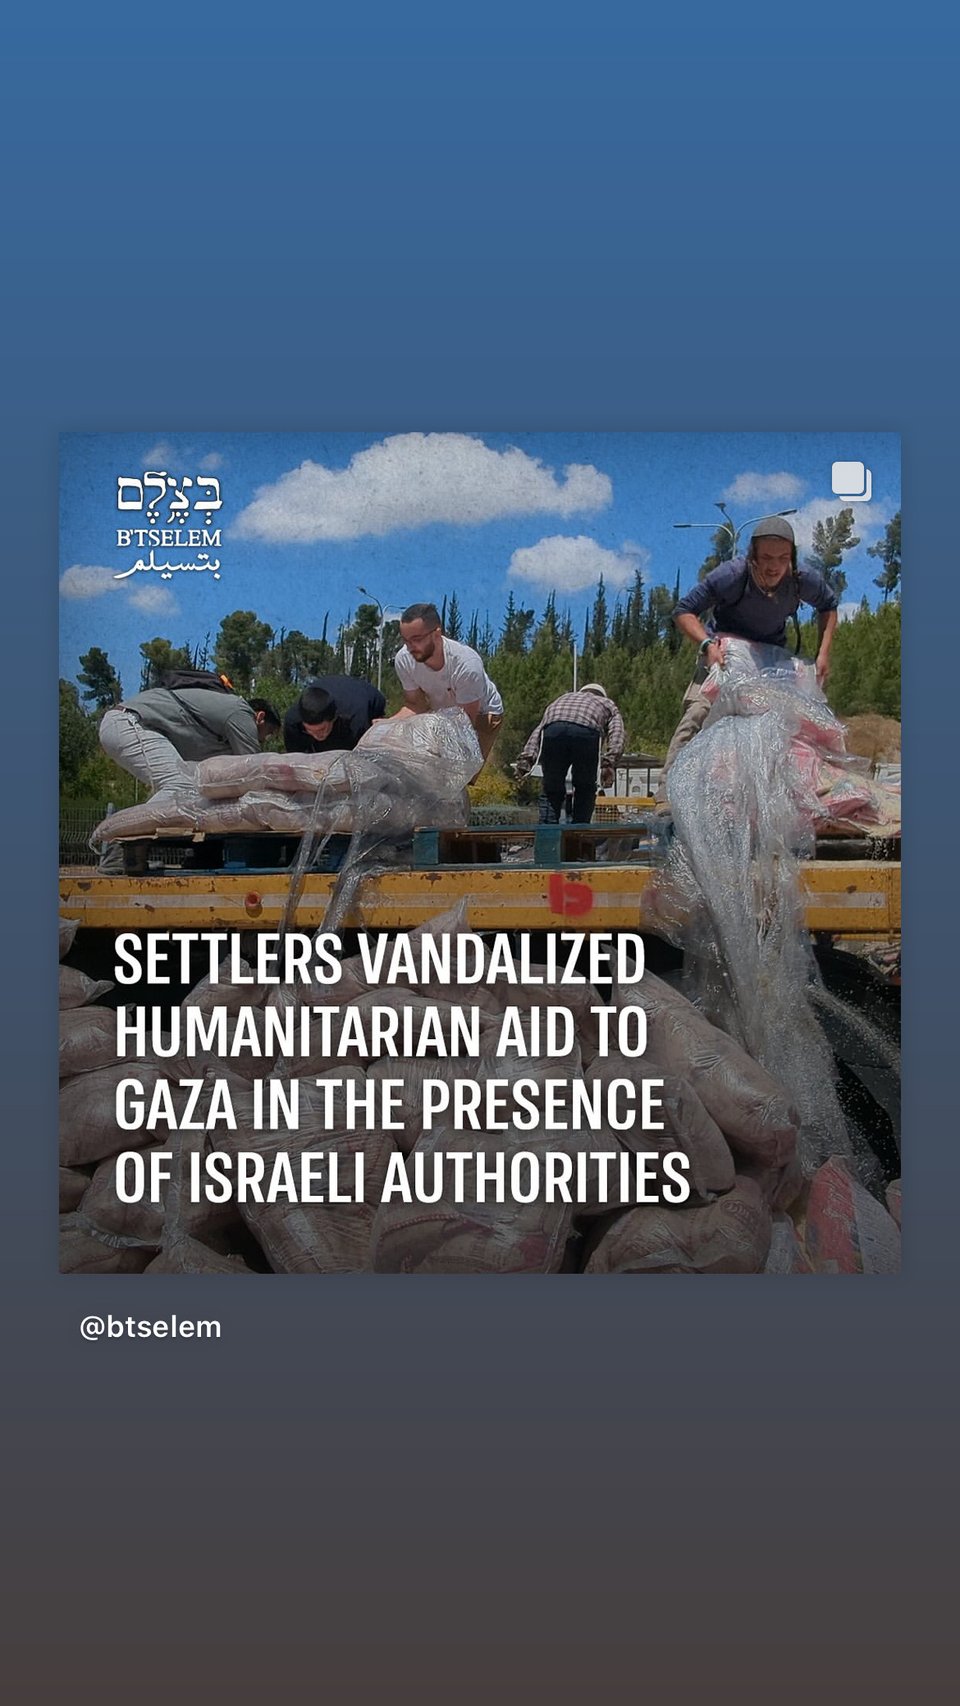 בְּצֶלֶם
B'TSELEM
بتسيلم
SETTLERS VANDALIZED
HUMANITARIAN AID TO
GAZA IN THE PRESENCE
OF ISRAELI AUTHORITIES
@btselem